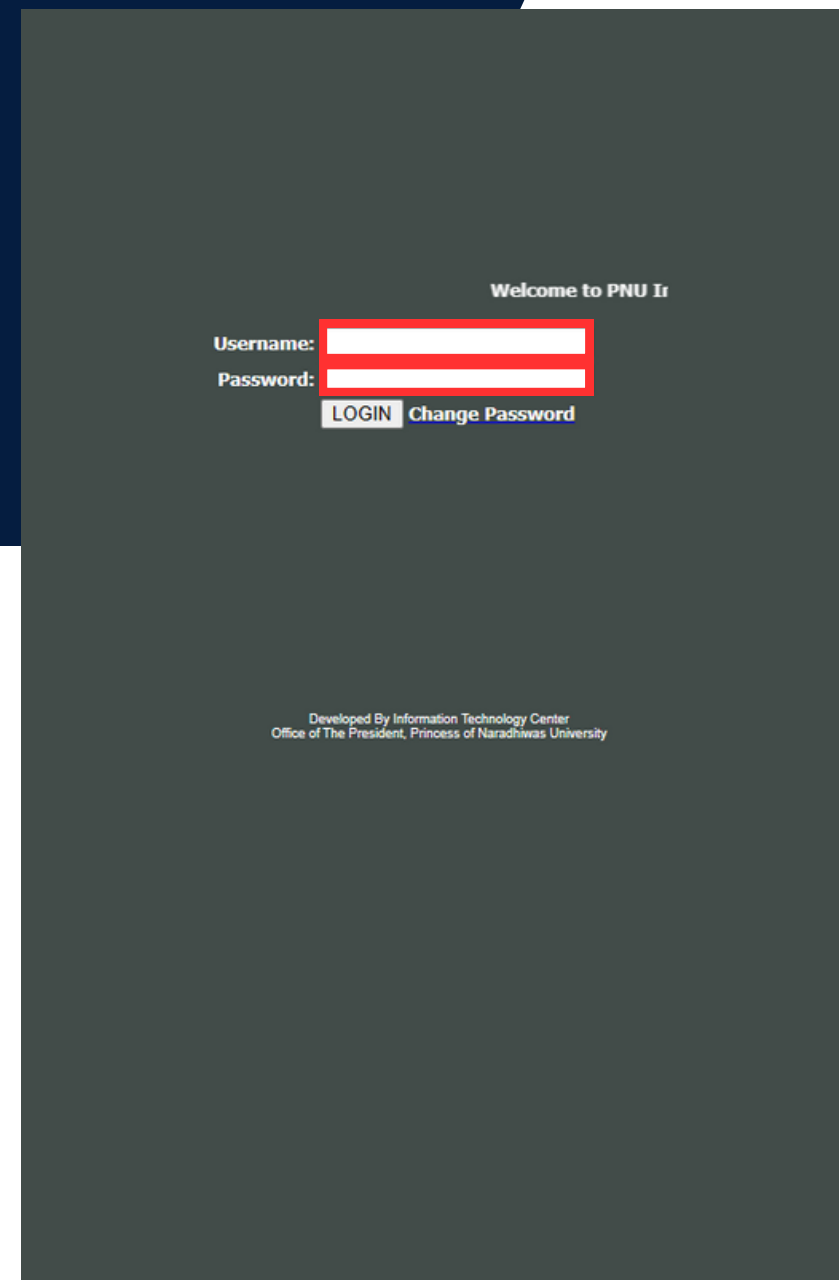 Welcome to PNU
Username:
Password:
LOGIN Change Password
Developed By Information Technology Center
Office of The President, Princess of Naradhiwas University